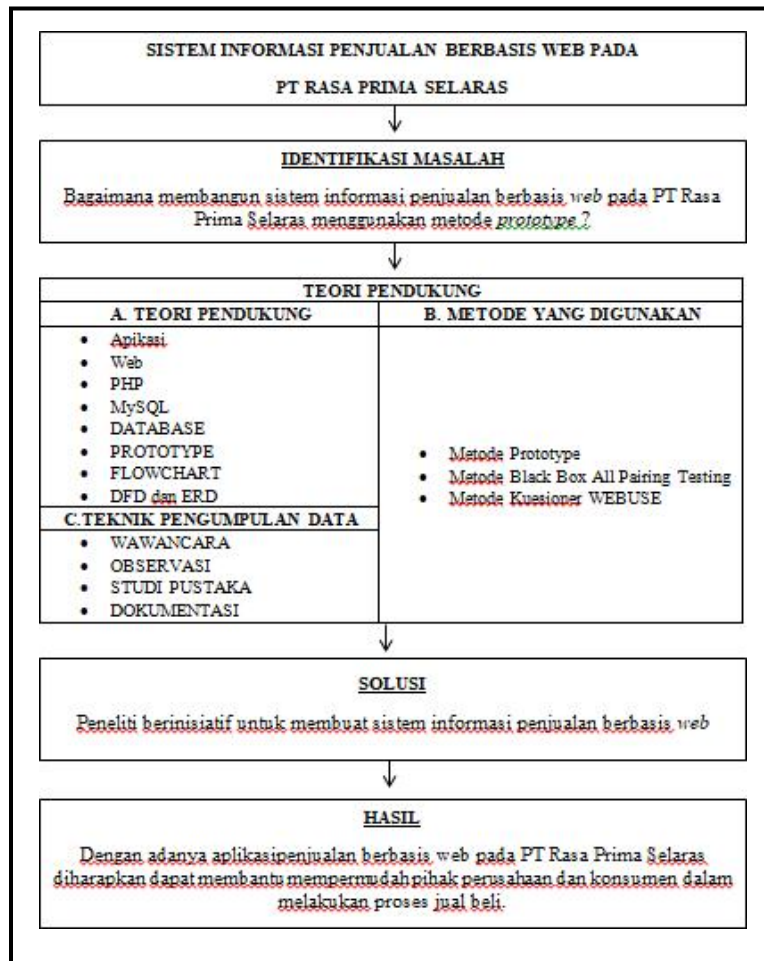 SISTEM INFORMASI PENJUALAN BERBASIS WEB PADA
PT RASA PRIMA SELARAS
IDENTIFIKASI MASALAH
Bagaimana membangun sistem informasi penjualan berbasis web pada PT Rasa
Prima Selaras menggunakan metode prototype ?
TEORI PENDUKUNG
A. TEORI PENDUKUNG
• Apikasi
• Web
• PHP
• MySQL
• DATABASE
• PROTOTYPE
• FLOWCHART
• DFD dan ERD
C.TEKNIK PENGUMPULAN DATA
• WAWANCARA
• OBSERVASI
• STUDI PUSTAKA
• DOKUMENTASI
B. METODE YANG DIGUNAKAN
• Metode Prototype
• Metode Black Box All Pairing Testing
• Metode Kuesioner WEBUSE
SOLUSI
Peneliti berinisiatif untuk membuat sistem informasi penjualan berbasis web
HASIL
Dengan adanya aplikasipenjualan berbasis web pada PT Rasa Prima Selaras
diharapkan dapat membantu mempermudah pihak perusahaan dan konsumen dalam
melakukan proses jual beli.